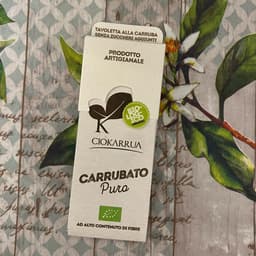 TAVOLETTA ALLA CARRUBA
SENZA ZUCCHERI AGGIUNTI
PRODOTTO
ARTIGIANALE
CIOKARRUA
CARRUBATO
Puro
AD ALTO CONTENUTO DI FIBRE